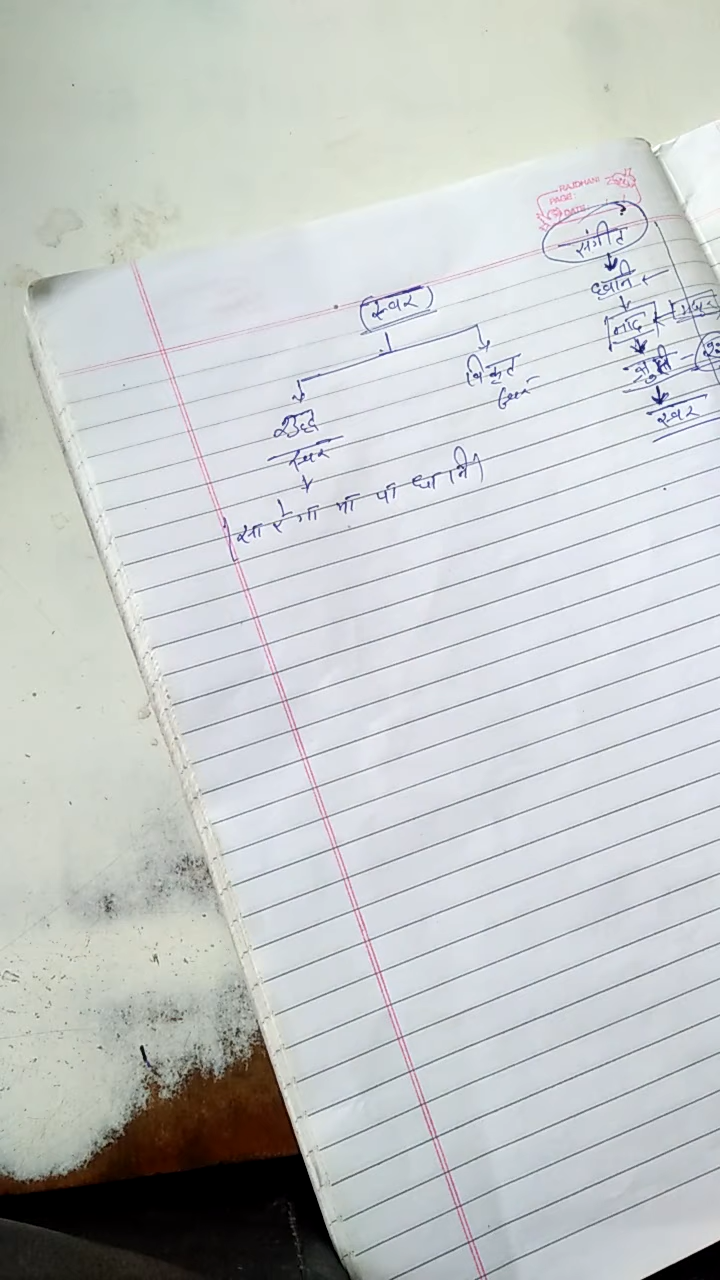 RAJDHANI
PAGE:
DATE:
संगीत
ध्वनि ←
नाद ←
श्रुती
स्वर
स्वर
शुद्ध
स्वर
विकृत
स्वर
सा रे गा मा पा धा नि